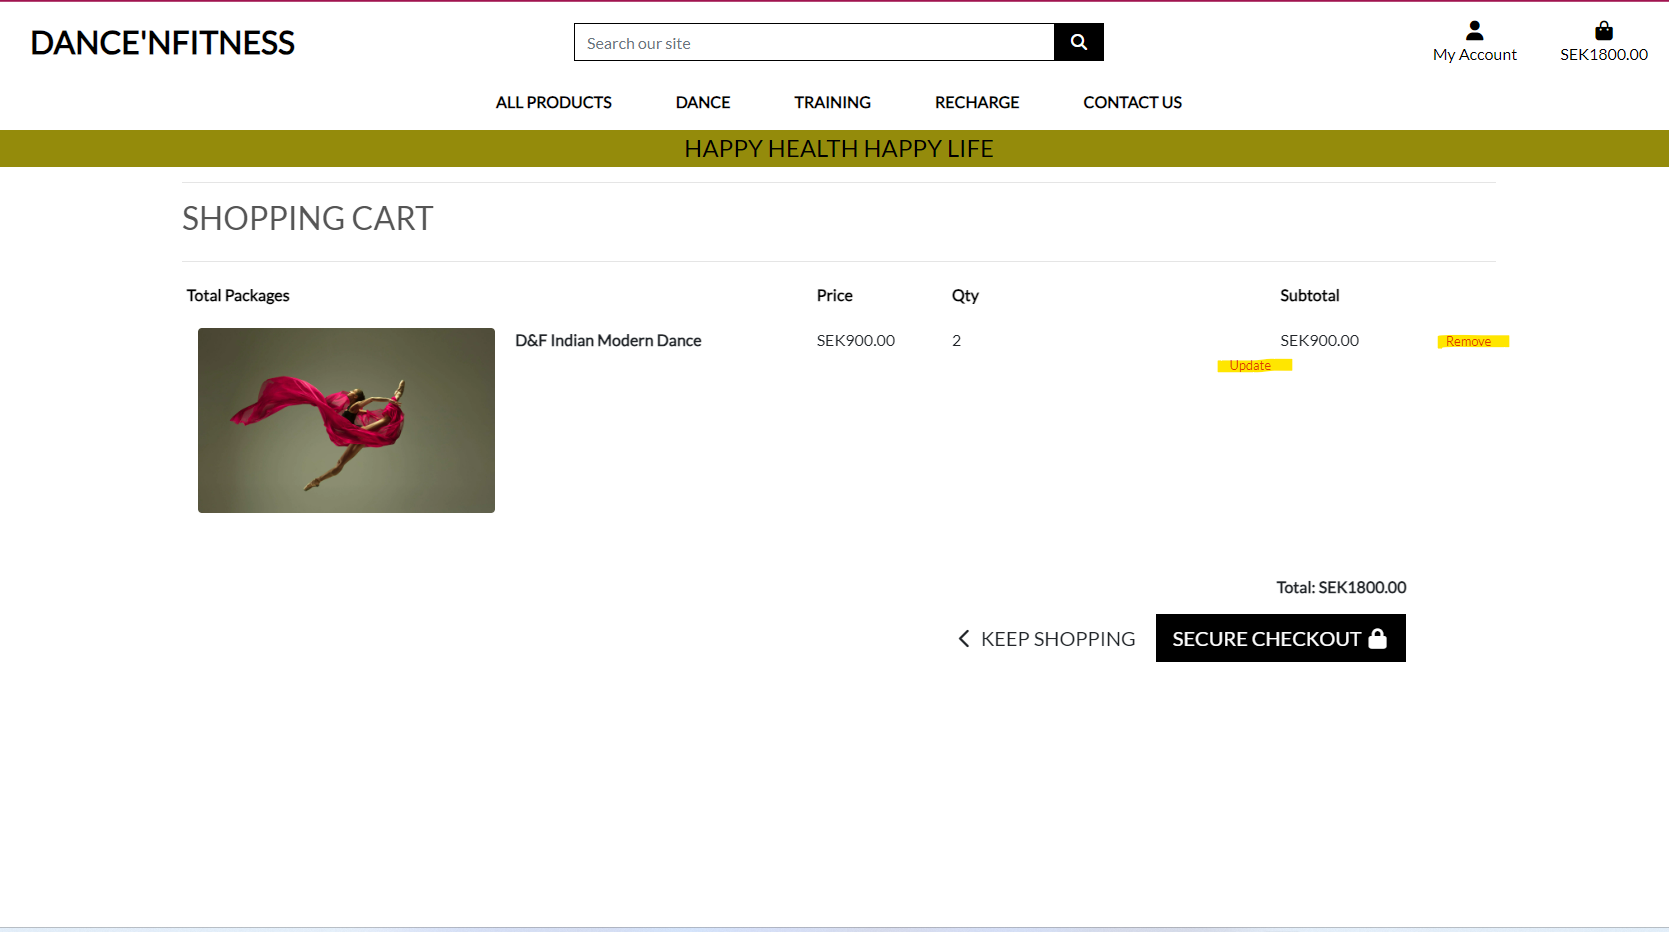 DANCE'NFITNESS
Search our site
My Account
SEK1800.00
ALL PRODUCTS DANCE TRAINING RECHARGE CONTACT US
HAPPY HEALTH HAPPY LIFE
SHOPPING CART
Total Packages Price Qty Subtotal
D&F Indian Modern Dance SEK900.00 2 SEK900.00 Remove
Update
Total: SEK1800.00
KEEP SHOPPING SECURE CHECKOUT